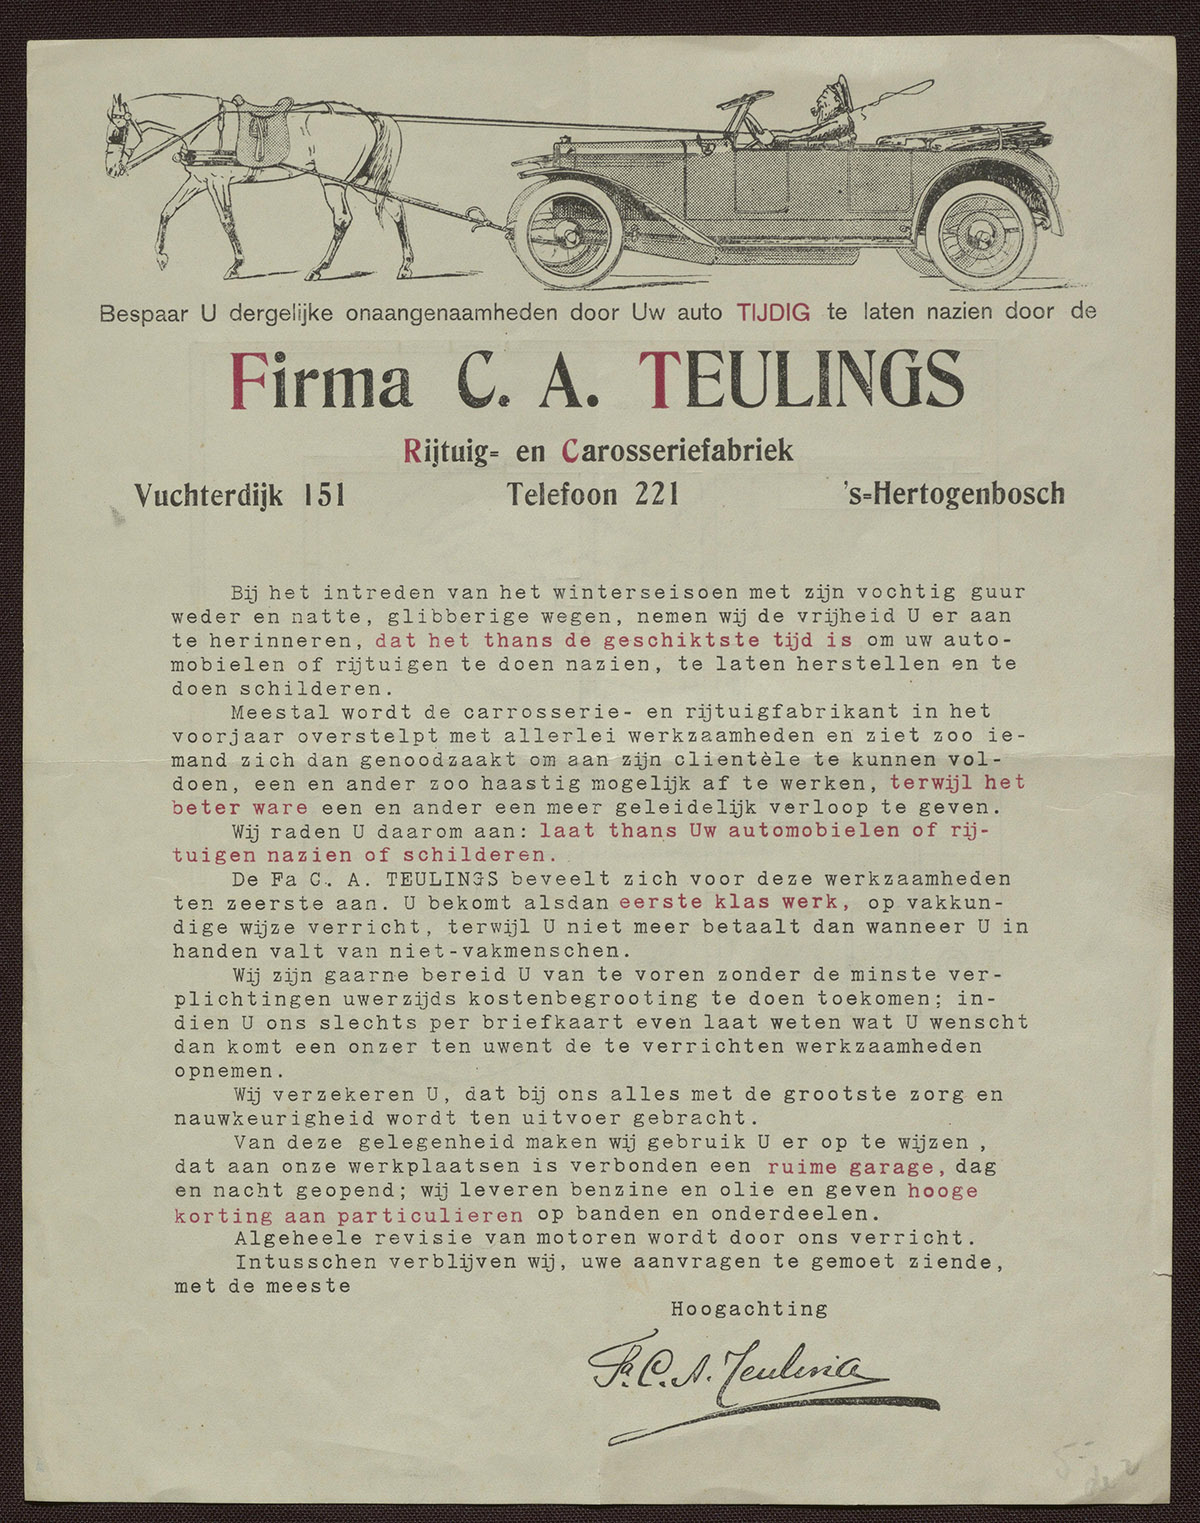 Bespaar U dergelijke onaangenaamheden door Uw auto TIJDIG te laten nazien door de
Firma C. A. TEULINGS
Rijtuig- en Carosseriefabriek
Vuchterdijk 151 Telefoon 221 's-Hertogenbosch
Bij het intreden van het winterseisoen met zijn vochtig guur
weder en natte, glibberige wegen, nemen wij de vrijheid U er aan
te herinneren, dat het thans de geschiktste tijd is om uw auto-
mobielen of rijtuigen te doen nazien, te laten herstellen en te
doen schilderen.
Meestal wordt de carrosserie- en rijtuigfabrikant in het
voorjaar overstelpt met allerlei werkzaamheden en ziet zoo ie-
mand zich dan genoodzaakt om aan zijn clientèle te kunnen vol-
doen, een en ander zoo haastig mogelijk af te werken, terwijl het
beter ware een en ander een meer geleidelijk verloop te geven.
Wij raden U daarom aan: laat thans Uw automobielen of rij-
tuigen nazien of schilderen.
De Fa C. A. TEULINGS beveelt zich voor deze werkzaamheden
ten zeerste aan. U bekomt alsdan eerste klas werk, op vakkun-
dige wijze verricht, terwijl U niet meer betaalt dan wanneer U in
handen valt van niet-vakmenschen.
Wij zijn gaarne bereid U van te voren zonder de minste ver-
plichtingen uwerzijds kostenbegrooting te doen toekomen; in-
dien U ons slechts per briefkaart even laat weten wat U wenscht
dan komt een onzer ten uwent de te verrichten werkzaamheden
opnemen.
Wij verzekeren U, dat bij ons alles met de grootste zorg en
nauwkeurigheid wordt ten uitvoer gebracht.
Van deze gelegenheid maken wij gebruik U er op te wijzen,
dat aan onze werkplaatsen is verbonden een ruime garage, dag
en nacht geopend; wij leveren benzine en olie en geven hooge
korting aan particulieren op banden en onderdeelen.
Algeheele revisie van motoren wordt door ons verricht.
Intusschen verblijven wij, uwe aanvragen te gemoet ziende,
met de meeste
Hoogachting
Fa. C. A. Teulings